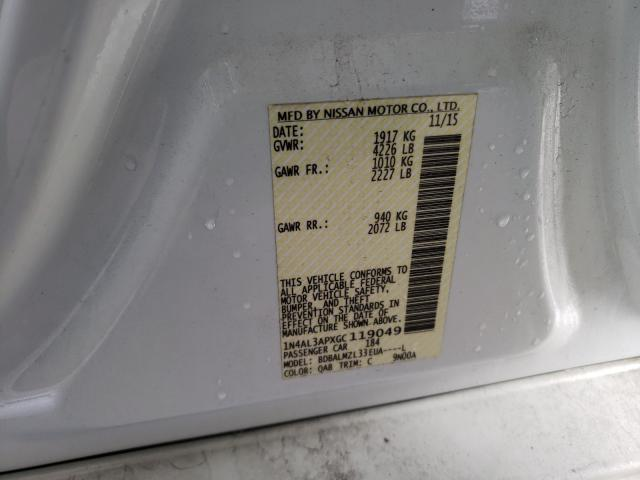 MFD BY NISSAN MOTOR CO., LTD.
DATE: 11/15
GVWR: 1917 KG
4226 LB
GAWR FR.: 1010 KG
2227 LB
GAWR RR.: 940 KG
2072 LB
THIS VEHICLE CONFORMS TO
ALL APPLICABLE FEDERAL
MOTOR VEHICLE SAFETY,
BUMPER, AND THEFT
PREVENTION STANDARDS IN
EFFECT ON THE DATE OF
MANUFACTURE SHOWN ABOVE.
1N4AL3APXGC119049
PASSENGER CAR 184
MODEL: BDBALMZL33EUA----L
COLOR: QAB TRIM: C 9N00A